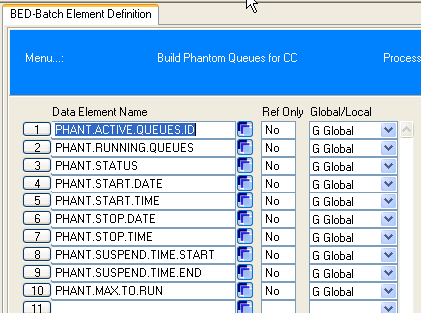 BED-Batch Element Definition
Menu...: Build Phantom Queues for CC Process
Data Element Name Ref Only Global/Local
1 PHANT.ACTIVE.QUEUES.ID No G Global
2 PHANT.RUNNING.QUEUES No G Global
3 PHANT.STATUS No G Global
4 PHANT.START.DATE No G Global
5 PHANT.START.TIME No G Global
6 PHANT.STOP.DATE No G Global
7 PHANT.STOP.TIME No G Global
8 PHANT.SUSPEND.TIME.START No G Global
9 PHANT.SUSPEND.TIME.END No G Global
10 PHANT.MAX.TO.RUN No G Global
11